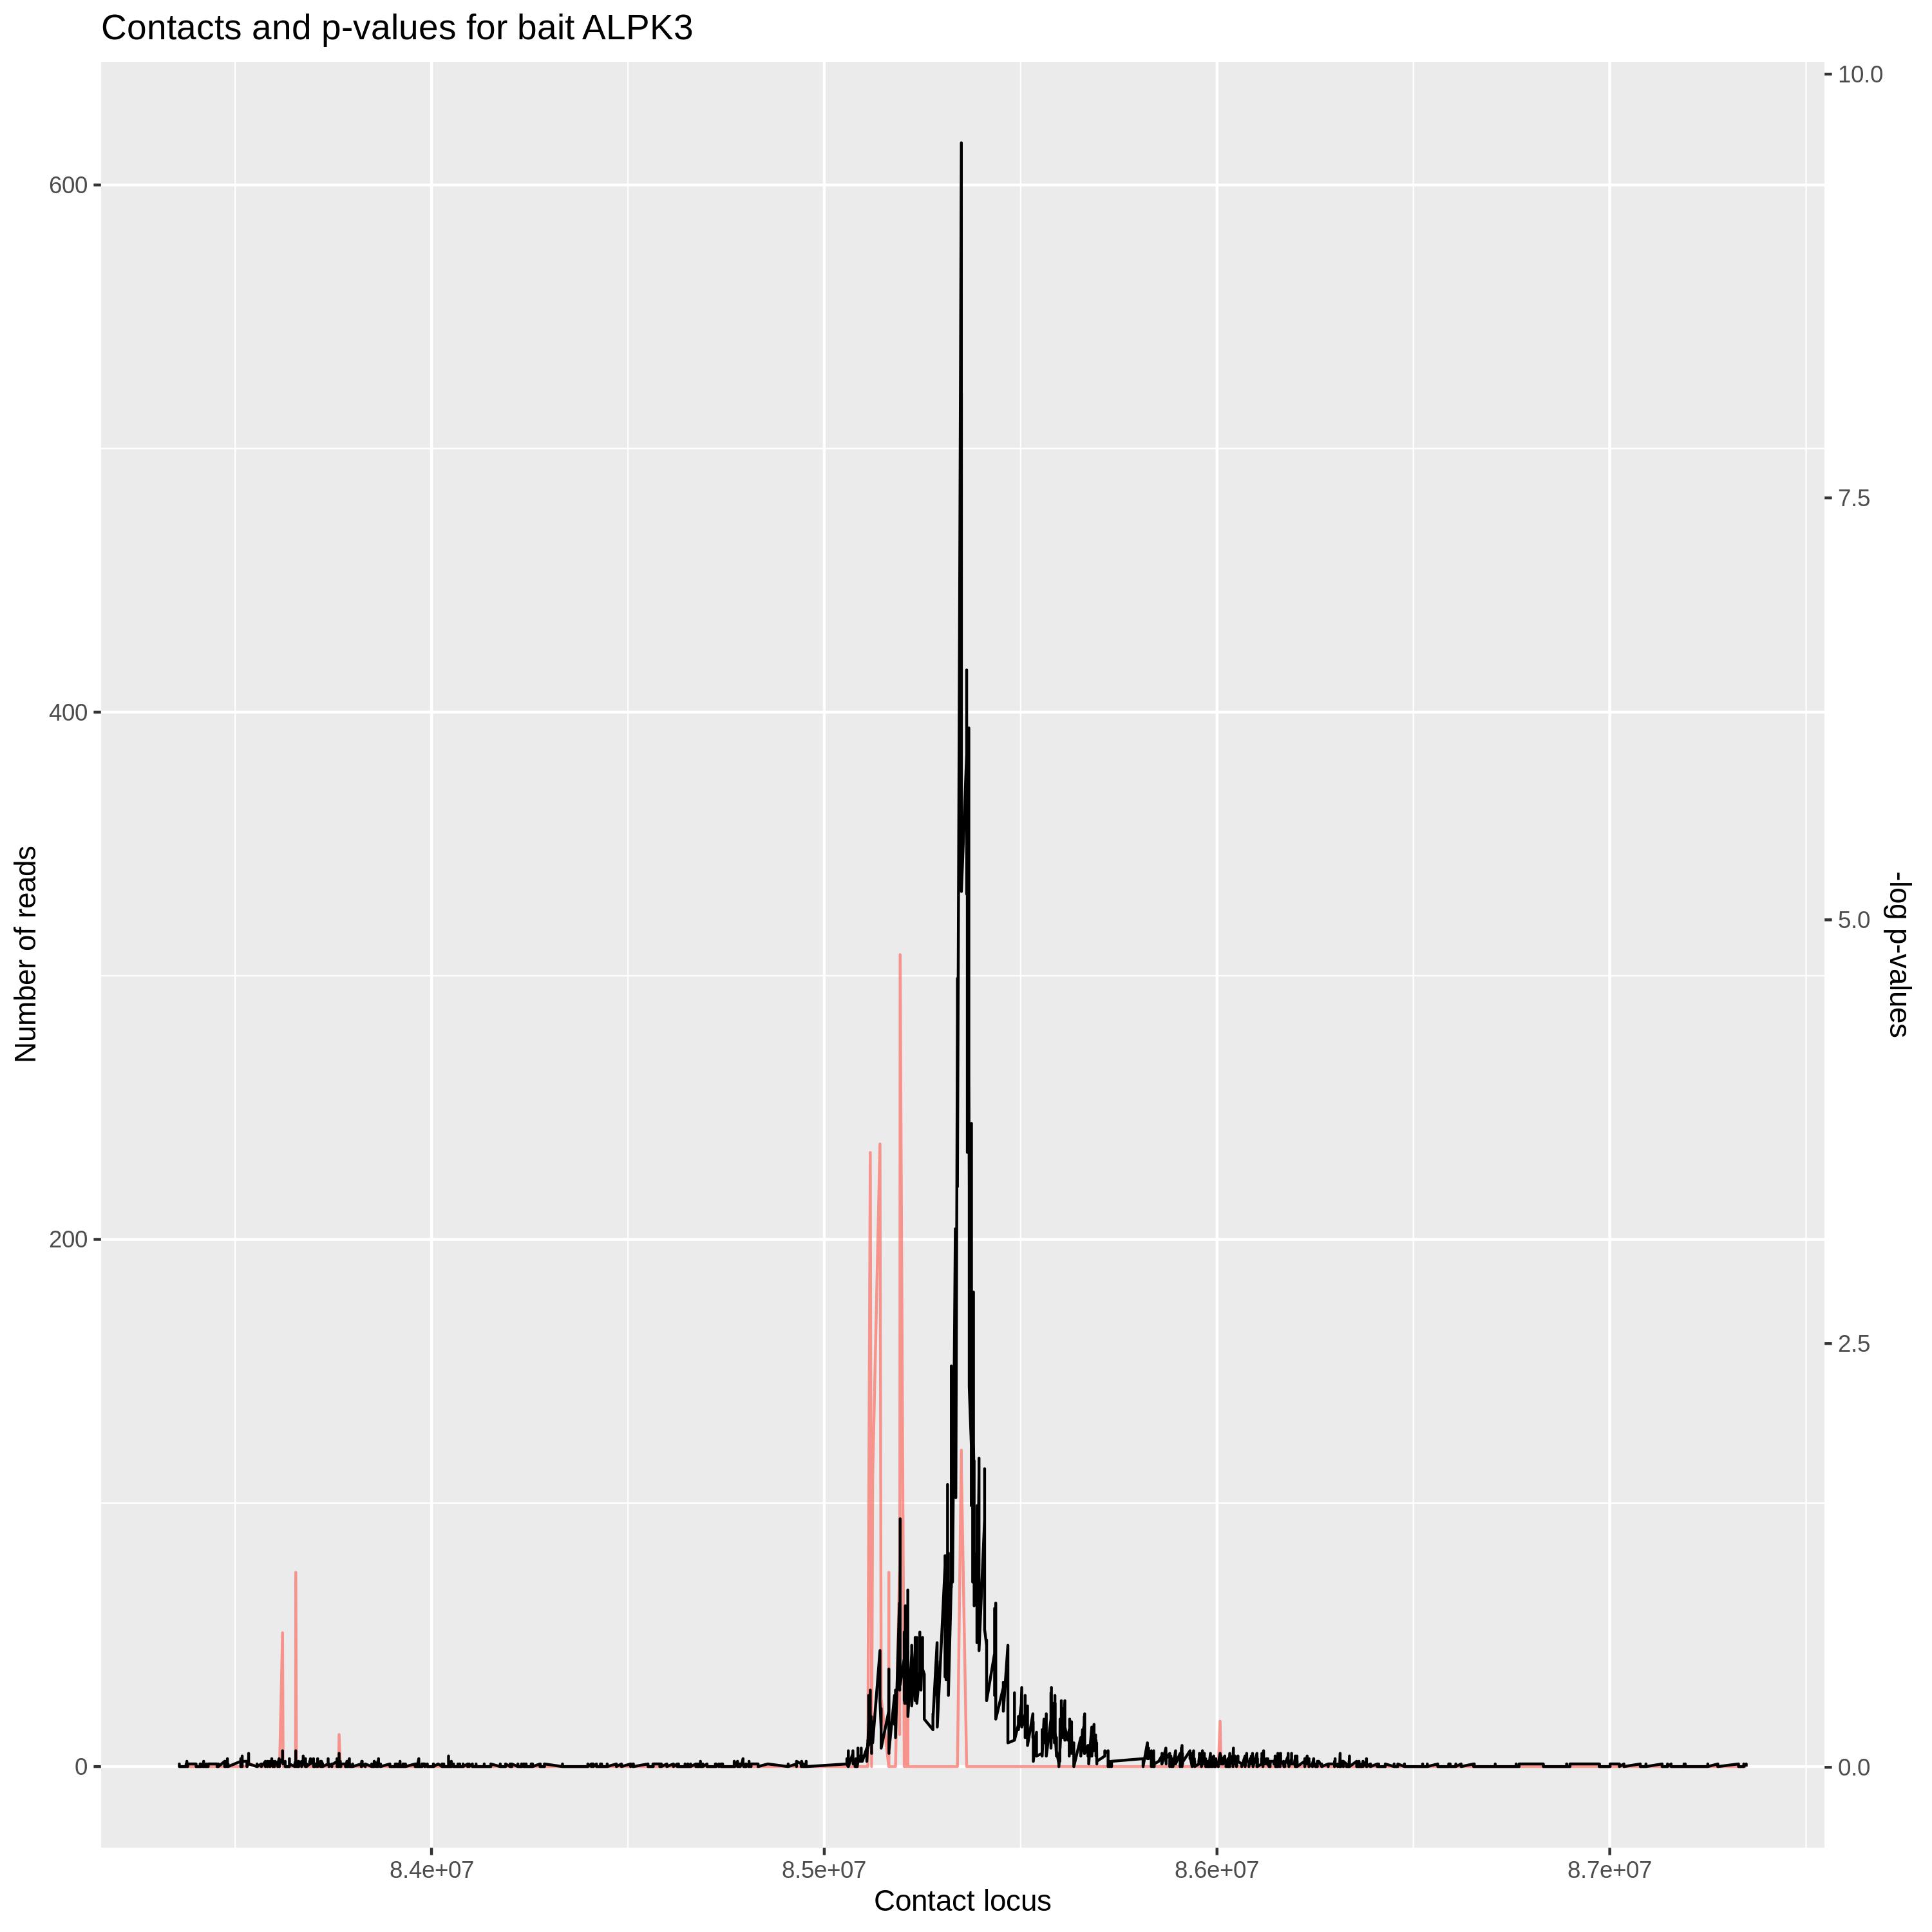 Contacts and p-values for bait ALPK3
Number of reads
600
400
200
0
10.0
7.5
5.0
2.5
0.0
-log p-values
8.4e+07
8.5e+07
8.6e+07
8.7e+07
Contact locus